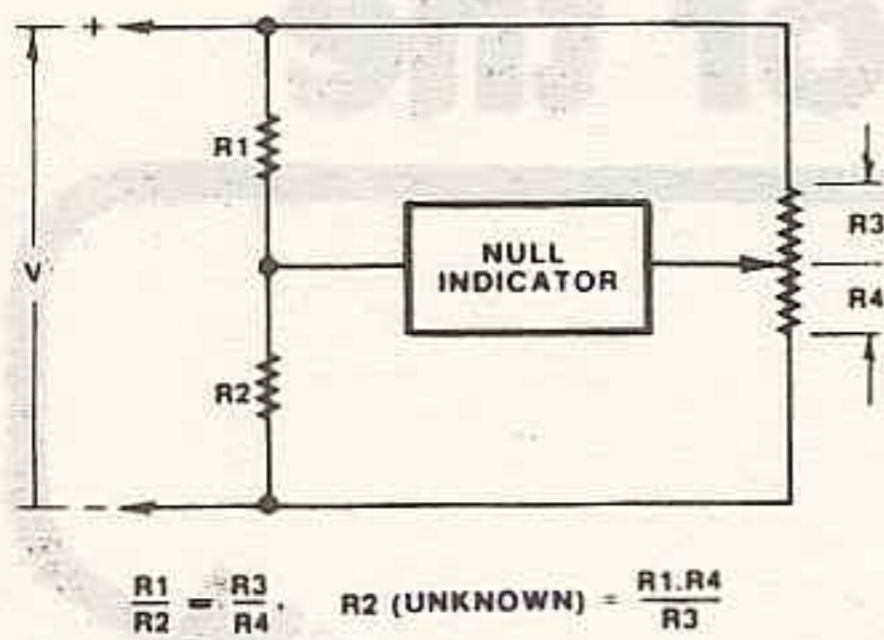 +
R1
R3
V
NULL
INDICATOR
R4
R2
-
R1/R2 = R3/R4. R2 (UNKNOWN) = R1.R4/R3